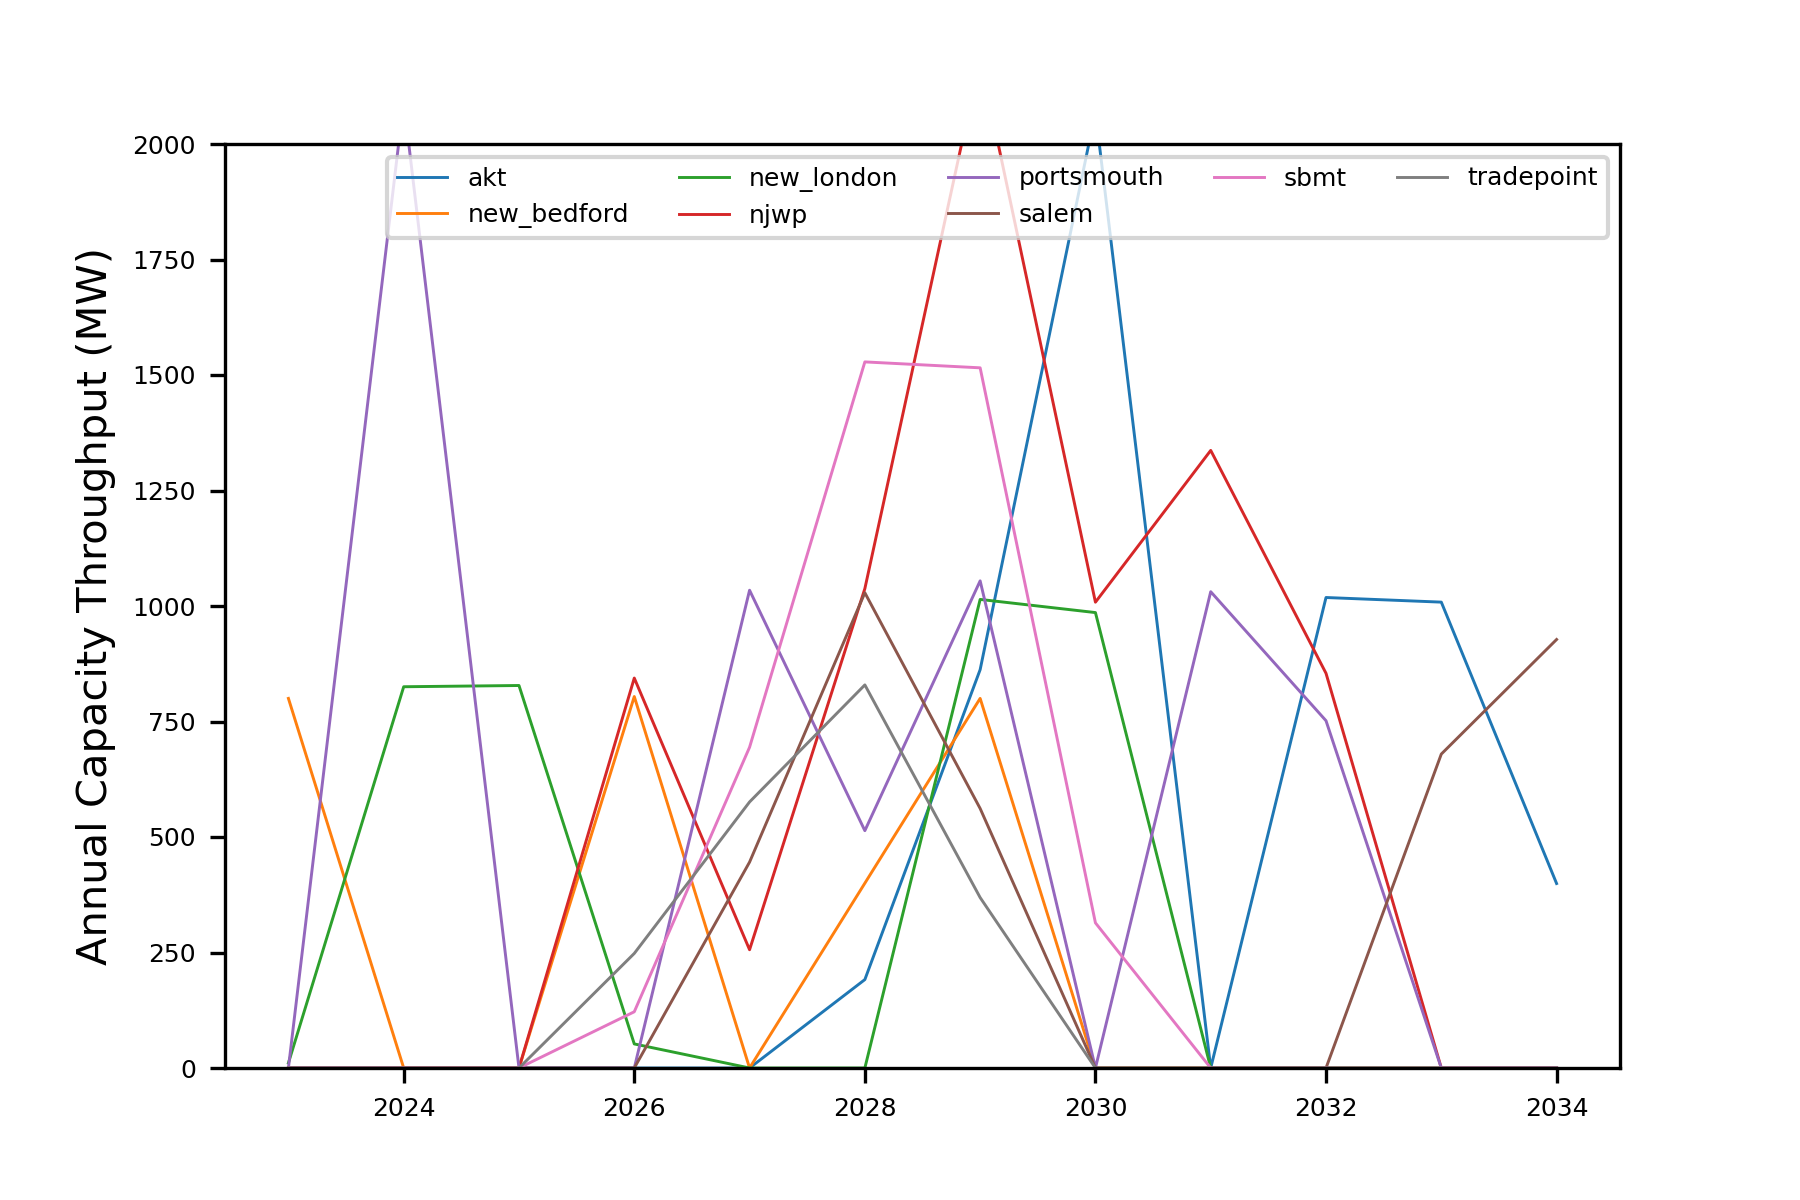 akt new_london portsmouth sbmt tradepoint
new_bedford njwp salem
Annual Capacity Throughput (MW)
2000
1750
1500
1250
1000
750
500
250
0
2024 2026 2028 2030 2032 2034